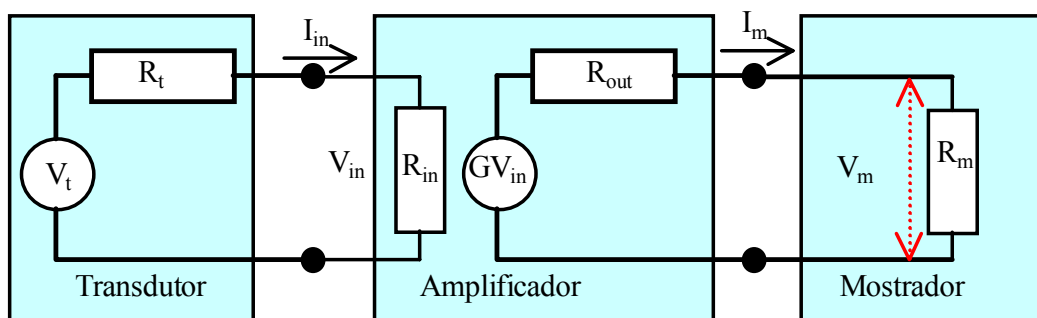 I_in
I_m
R_t
R_out
V_t
V_in
R_in
GV_in
V_m
R_m
Transdutor
Amplificador
Mostrador